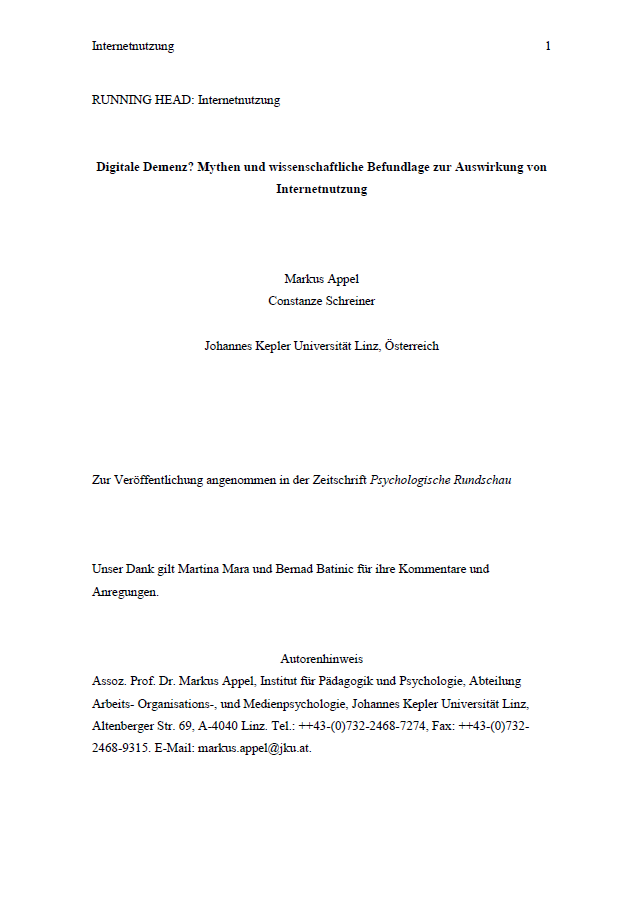 Internetnutzung 1
RUNNING HEAD: Internetnutzung
Digitale Demenz? Mythen und wissenschaftliche Befundlage zur Auswirkung von
Internetnutzung
Markus Appel
Constanze Schreiner
Johannes Kepler Universität Linz, Österreich
Zur Veröffentlichung angenommen in der Zeitschrift Psychologische Rundschau
Unser Dank gilt Martina Mara und Bernad Batinic für ihre Kommentare und
Anregungen.
Autorenhinweis
Assoz. Prof. Dr. Markus Appel, Institut für Pädagogik und Psychologie, Abteilung
Arbeits- Organisations-, und Medienpsychologie, Johannes Kepler Universität Linz,
Altenberger Str. 69, A-4040 Linz. Tel.: ++43-(0)732-2468-7274, Fax: ++43-(0)732-
2468-9315. E-Mail: markus.appel@jku.at.